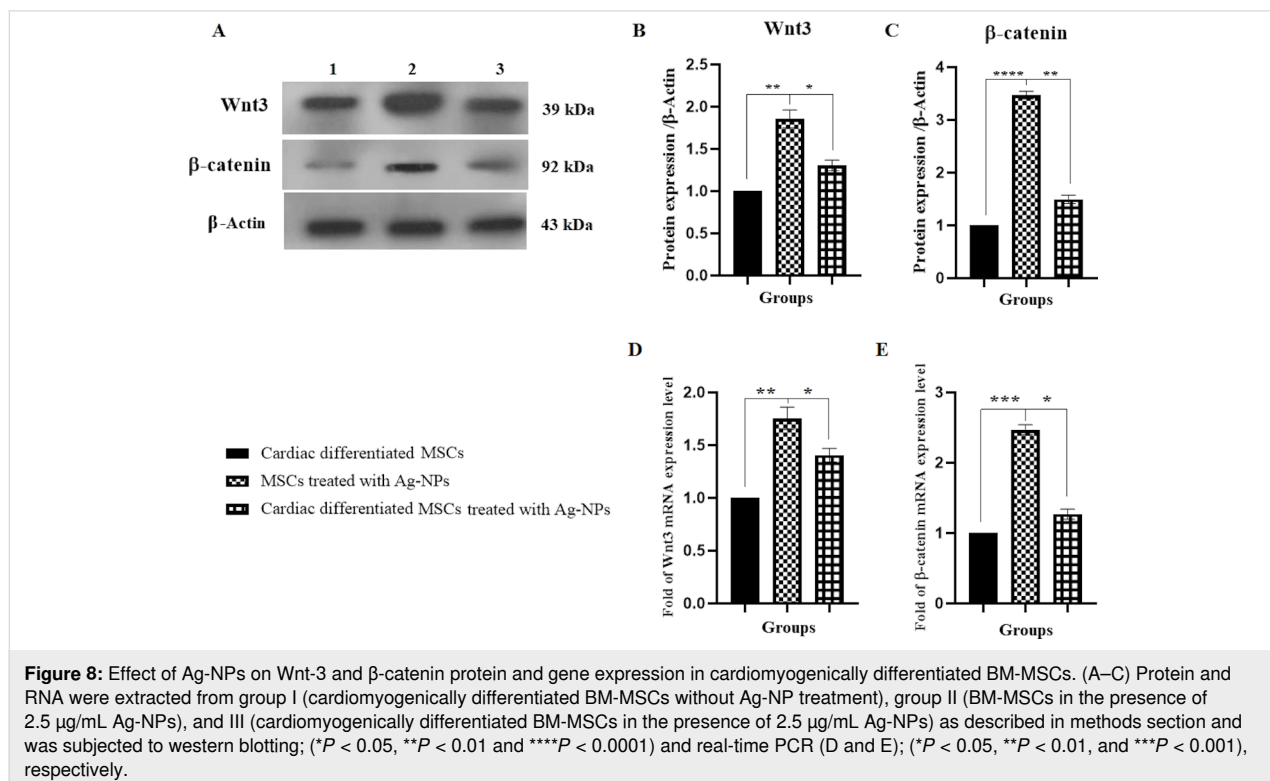 A
1 2 3
Wnt3
39 kDa
β-catenin
92 kDa
β-Actin
43 kDa
B
Wnt3
Protein expression /β-Actin
2.5
2.0
1.5
1.0
0.5
0.0
** *
Groups
C
β-catenin
Protein expression /β-Actin
4
3
2
1
0
**** **
Groups
Cardiac differentiated MSCs
MSCs treated with Ag-NPs
Cardiac differentiated MSCs treated with Ag-NPs
D
Fold of Wnt3 mRNA expression level
2.0
1.5
1.0
0.5
0.0
** *
Groups
E
Fold of β-catenin mRNA expression level
3
2
1
0
*** *
Groups
Figure 8: Effect of Ag-NPs on Wnt-3 and β-catenin protein and gene expression in cardiomyogenically differentiated BM-MSCs. (A–C) Protein and
RNA were extracted from group I (cardiomyogenically differentiated BM-MSCs without Ag-NP treatment), group II (BM-MSCs in the presence of
2.5 µg/mL Ag-NPs), and III (cardiomyogenically differentiated BM-MSCs in the presence of 2.5 µg/mL Ag-NPs) as described in methods section and
was subjected to western blotting; (*P < 0.05, **P < 0.01 and ****P < 0.0001) and real-time PCR (D and E); (*P < 0.05, **P < 0.01, and ***P < 0.001),
respectively.